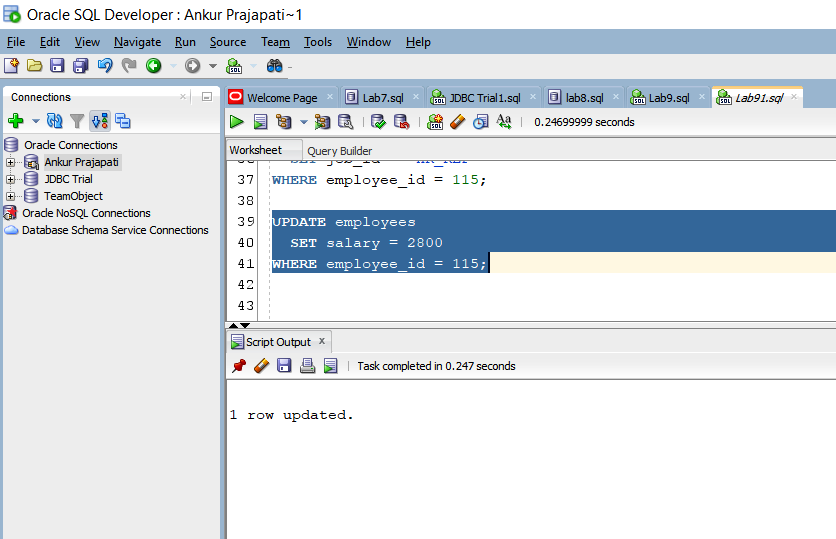 Oracle SQL Developer : Ankur Prajapati~1
File Edit View Navigate Run Source Team Tools Window Help
Connections
Oracle Connections
Ankur Prajapati
JDBC Trial
TeamObject
Oracle NoSQL Connections
Database Schema Service Connections
Welcome Page Lab7.sql JDBC Trial1.sql lab8.sql Lab9.sql Lab91.sql
0.24699999 seconds
Worksheet Query Builder
37 WHERE employee_id = 115;
38
39 UPDATE employees
40 SET salary = 2800
41 WHERE employee_id = 115;
42
43
Script Output x
Task completed in 0.247 seconds
1 row updated.